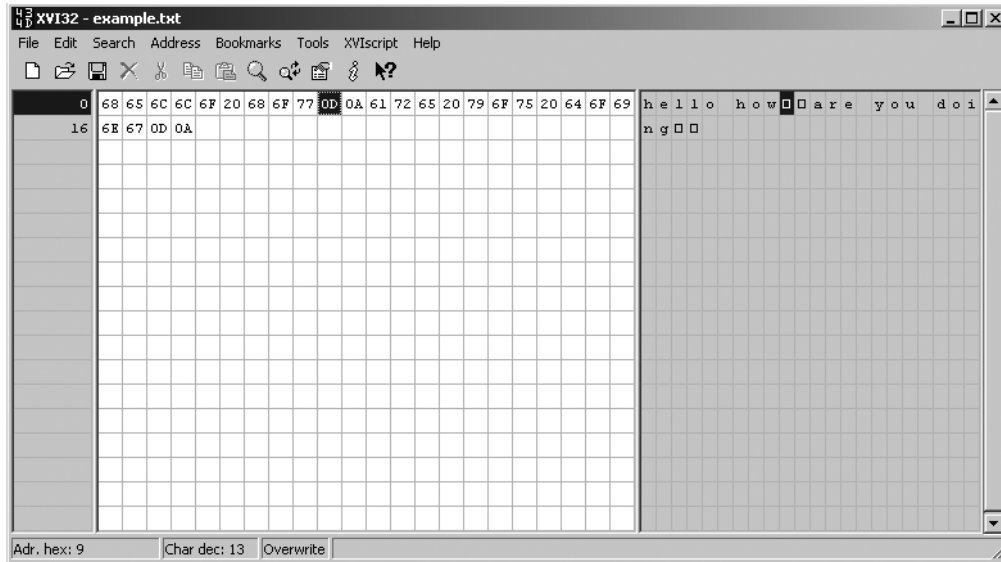 XVI32 - example.txt
File Edit Search Address Bookmarks Tools XVIscript Help
0 68 65 6C 6C 6F 20 68 6F 77 0D 0A 61 72 65 20 79 6F 75 20 64 6F 69 hello how□□are you doi
16 6E 67 0D 0A ng□□
Adr. hex: 9 Char dec: 13 Overwrite